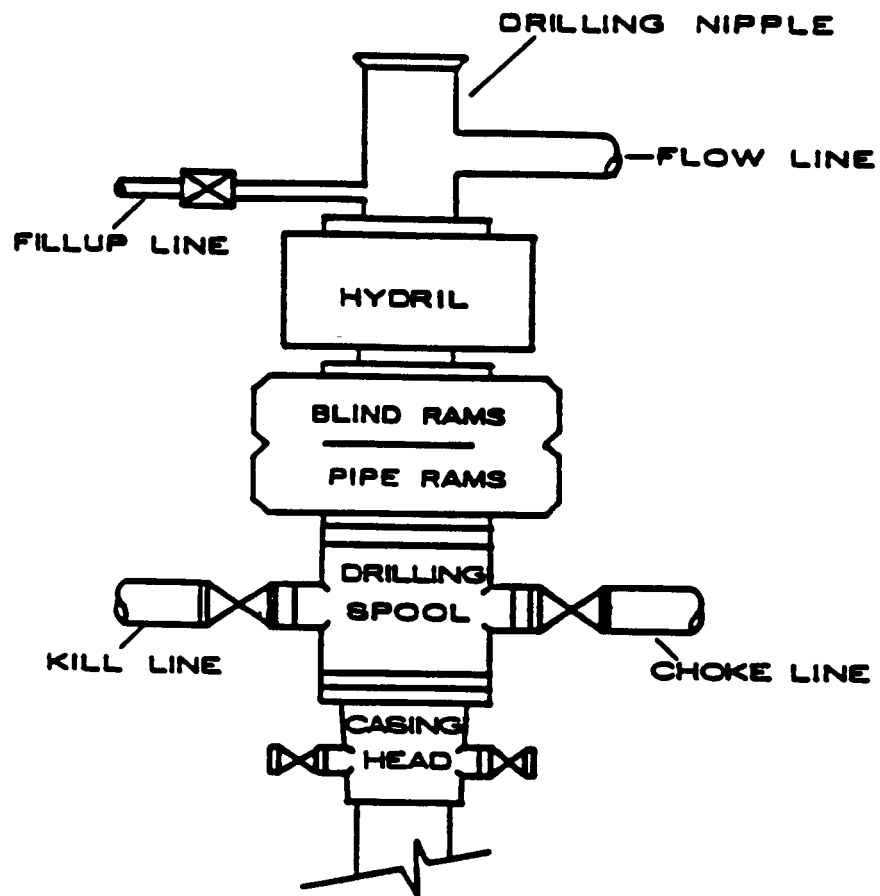 DRILLING NIPPLE
FLOW LINE
FILLUP LINE
HYDRIL
BLIND RAMS
PIPE RAMS
DRILLING
SPOOL
KILL LINE
CHOKE LINE
CASING
HEAD